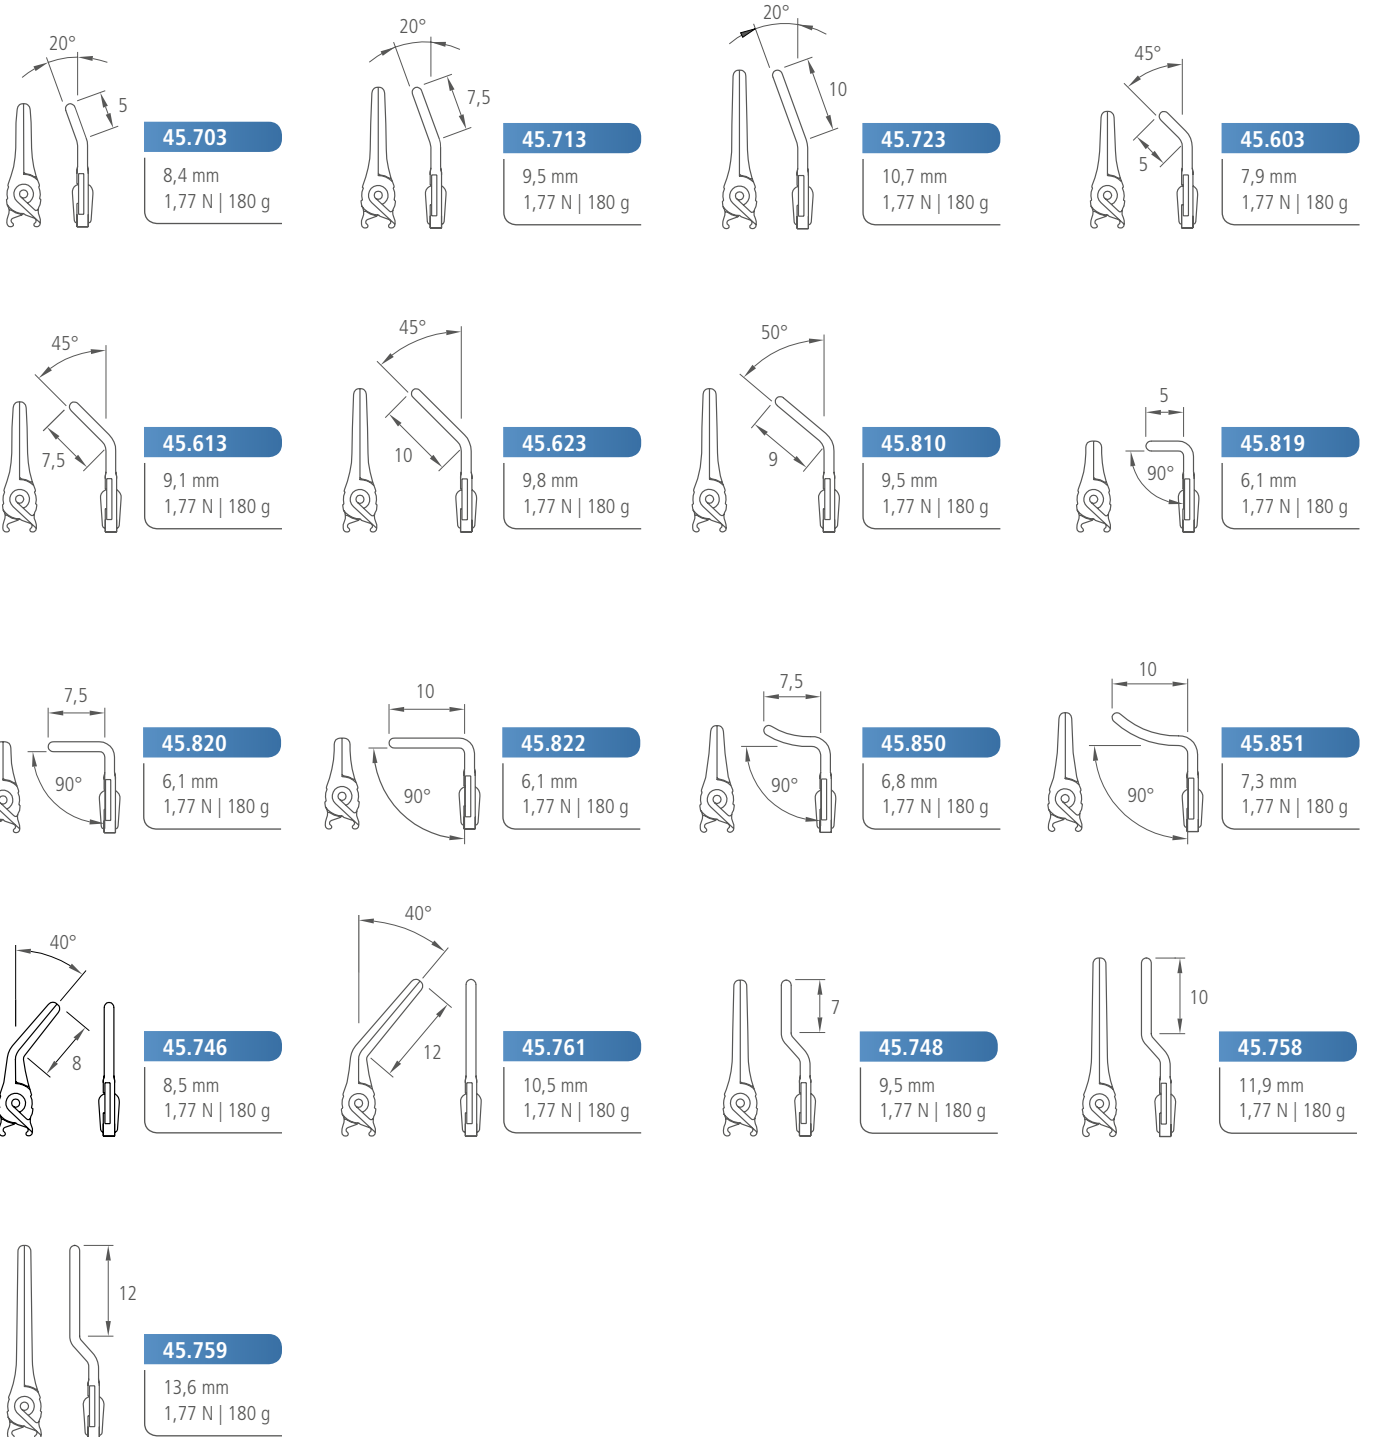 20°
5
45.703
8,4 mm
1,77 N | 180 g
20°
7,5
45.713
9,5 mm
1,77 N | 180 g
20°
10
45.723
10,7 mm
1,77 N | 180 g
45°
5
45.603
7,9 mm
1,77 N | 180 g
45°
7,5
45.613
9,1 mm
1,77 N | 180 g
45°
10
45.623
9,8 mm
1,77 N | 180 g
50°
9
45.810
9,5 mm
1,77 N | 180 g
5
90°
45.819
6,1 mm
1,77 N | 180 g
7,5
90°
45.820
6,1 mm
1,77 N | 180 g
10
90°
45.822
6,1 mm
1,77 N | 180 g
7,5
90°
45.850
6,8 mm
1,77 N | 180 g
10
90°
45.851
7,3 mm
1,77 N | 180 g
40°
8
45.746
8,5 mm
1,77 N | 180 g
40°
12
45.761
10,5 mm
1,77 N | 180 g
7
45.748
9,5 mm
1,77 N | 180 g
10
45.758
11,9 mm
1,77 N | 180 g
12
45.759
13,6 mm
1,77 N | 180 g